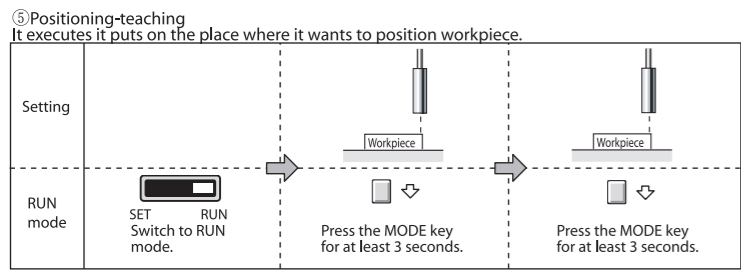 ⑤Positioning-teaching
It executes it puts on the place where it wants to position workpiece.
Setting
Workpiece
Workpiece
RUN
mode
SET RUN
Switch to RUN
mode.
Press the MODE key
for at least 3 seconds.
Press the MODE key
for at least 3 seconds.